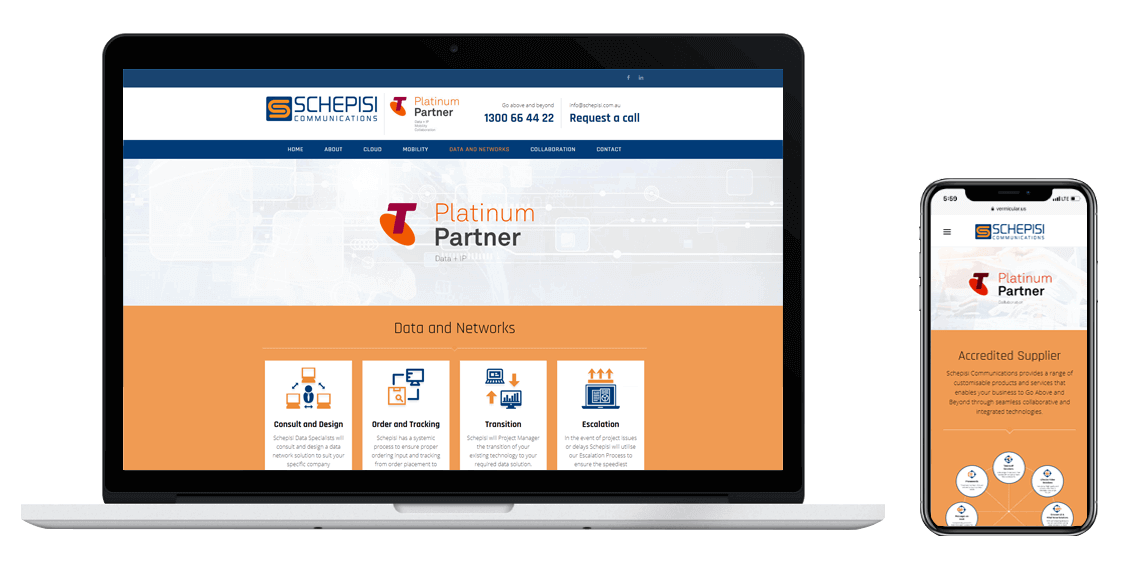 f in
SCHEPISI
COMMUNICATIONS
Platinum
Partner
Data + IP
Mobility
Collaboration
Go above and beyond
1300 66 44 22
info@schepisi.com.au
Request a call
HOME ABOUT CLOUD MOBILITY DATA AND NETWORKS COLLABORATION CONTACT
T
Platinum
Partner
Data + IP
Data and Networks
Consult and Design
Schepisi Data Specialists will
consult and design a data
network solution to suit your
specific company
Order and Tracking
Schepisi has a systemic
process to ensure proper
ordering input and tracking
from order placement to
Transition
Schepisi will Project Manager
the transition of your
existing technology to your
required data solution.
Escalation
In the event of project issues
or delays Schepisi will utilise
our Escalation Process to
ensure the speediest
5:59 LTE
vermicular.us
SCHEPISI
COMMUNICATIONS
T
Platinum
Partner
Collaboration
Accredited Supplier
Schepisi Communications provides a range of
customisable products and services that
enables your business to Go Above and
Beyond through seamless collaborative and
integrated technologies.